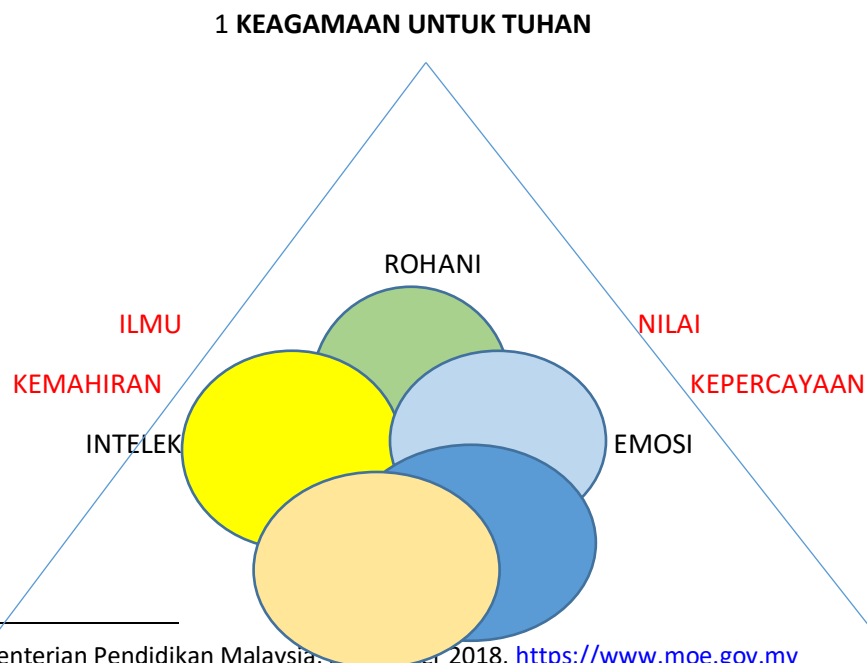 1 KEAGAMAAN UNTUK TUHAN
ROHANI
ILMU NILAI
KEMAHIRAN KEPERCAYAAN
INTELEK EMOSI
enterian Pendidikan Malaysia. 2018. https://www.moe.gov.my